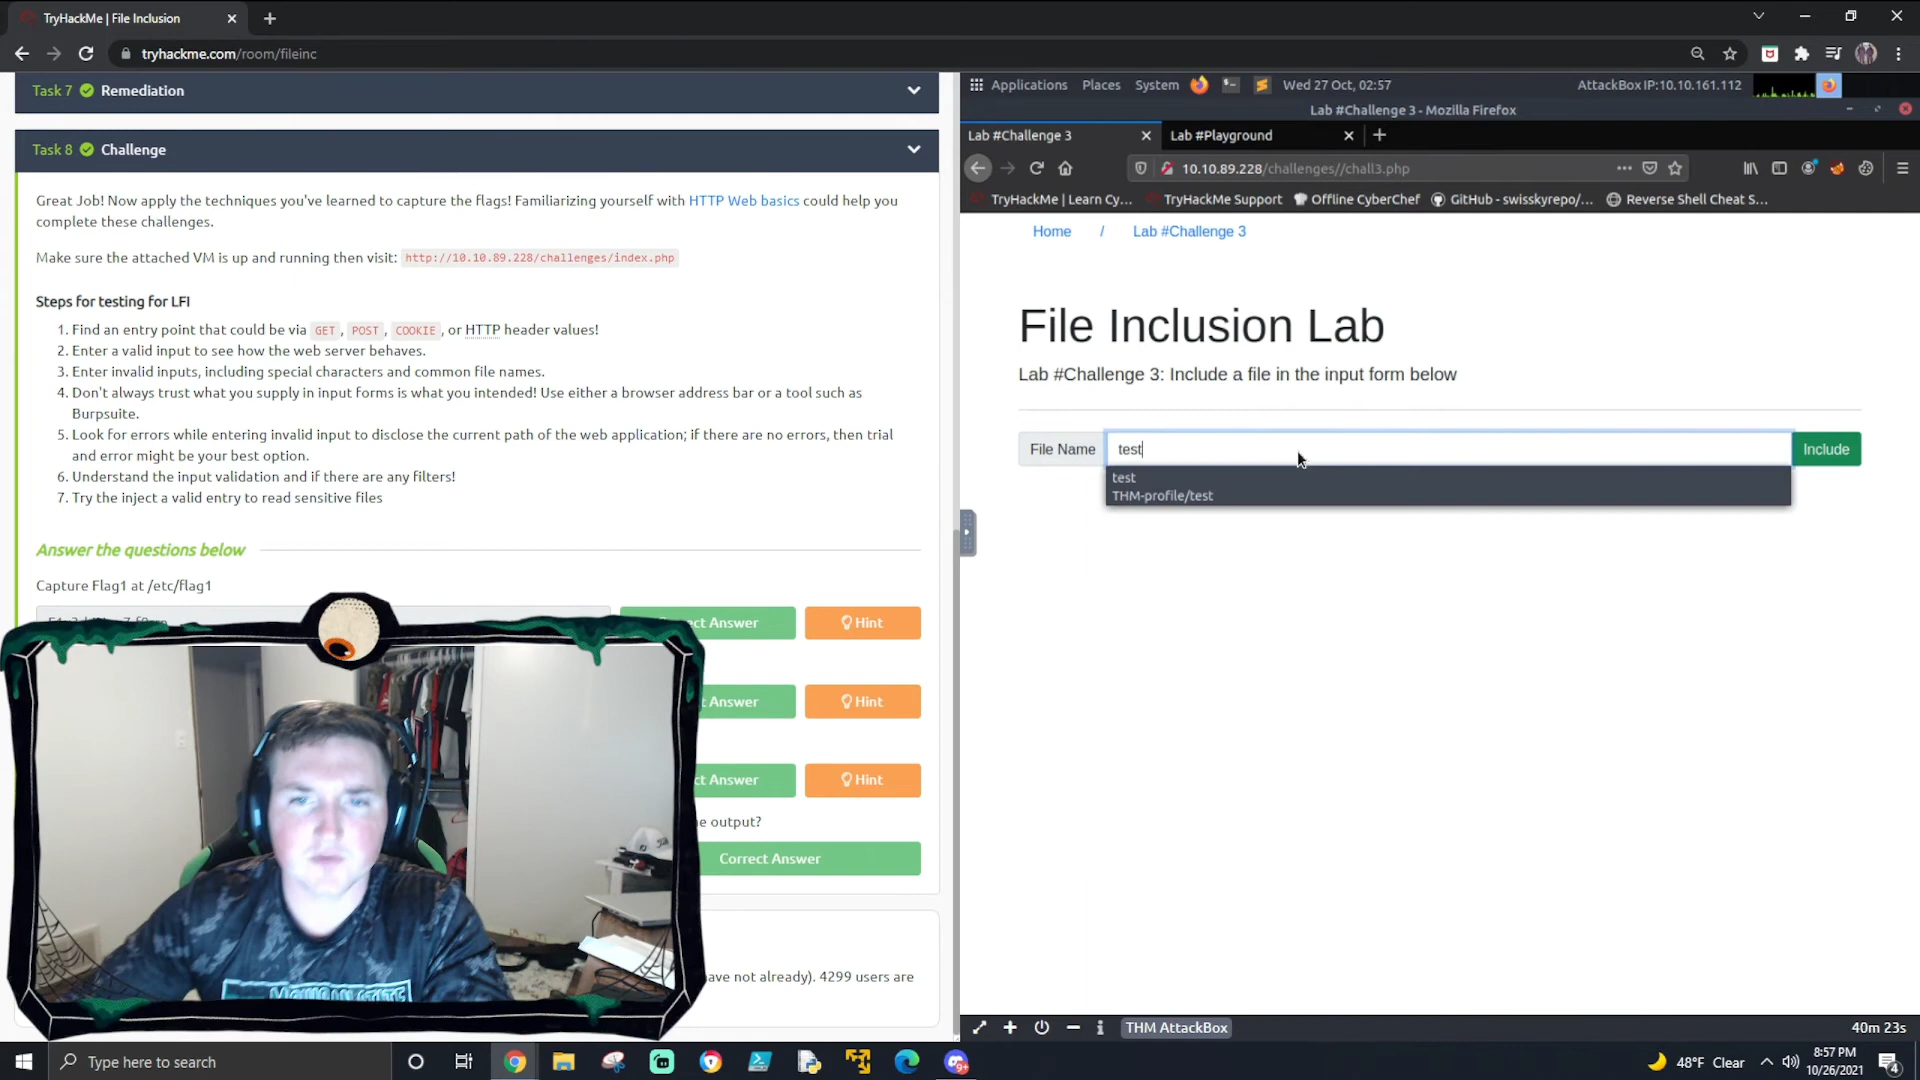 TryHackMe | File Inclusion
tryhackme.com/room/fileinc
Task 7 Remediation
Task 8 Challenge
Great Job! Now apply the techniques you've learned to capture the flags! Familiarizing yourself with HTTP Web basics could help you
complete these challenges.
Make sure the attached VM is up and running then visit: http://10.10.89.228/challenges/index.php
Steps for testing for LFI
1. Find an entry point that could be via GET, POST, COOKIE, or HTTP header values!
2. Enter a valid input to see how the web server behaves.
3. Enter invalid inputs, including special characters and common file names.
4. Don't always trust what you supply in input forms is what you intended! Use either a browser address bar or a tool such as
Burpsuite.
5. Look for errors while entering invalid input to disclose the current path of the web application; if there are no errors, then trial
and error might be your best option.
6. Understand the input validation and if there are any filters!
7. Try the inject a valid entry to read sensitive files
Answer the questions below
Capture Flag1 at /etc/flag1
Answer
Hint
Answer
Hint
Answer
Hint
output?
Correct Answer
have not already). 4299 users are
Applications Places System Wed 27 Oct, 02:57 AttackBox IP:10.10.161.112
Lab #Challenge 3 - Mozilla Firefox
Lab #Challenge 3
Lab #Playground
10.10.89.228/challenges//chall3.php
TryHackMe | Learn Cy... TryHackMe Support Offline CyberChef GitHub - swisskyrepo/... Reverse Shell Cheat S...
Home / Lab #Challenge 3
File Inclusion Lab
Lab #Challenge 3: Include a file in the input form below
File Name test Include
test
THM-profile/test
THM AttackBox
40m 23s
Type here to search
9+
48°F Clear
8:57 PM
10/26/2021
4